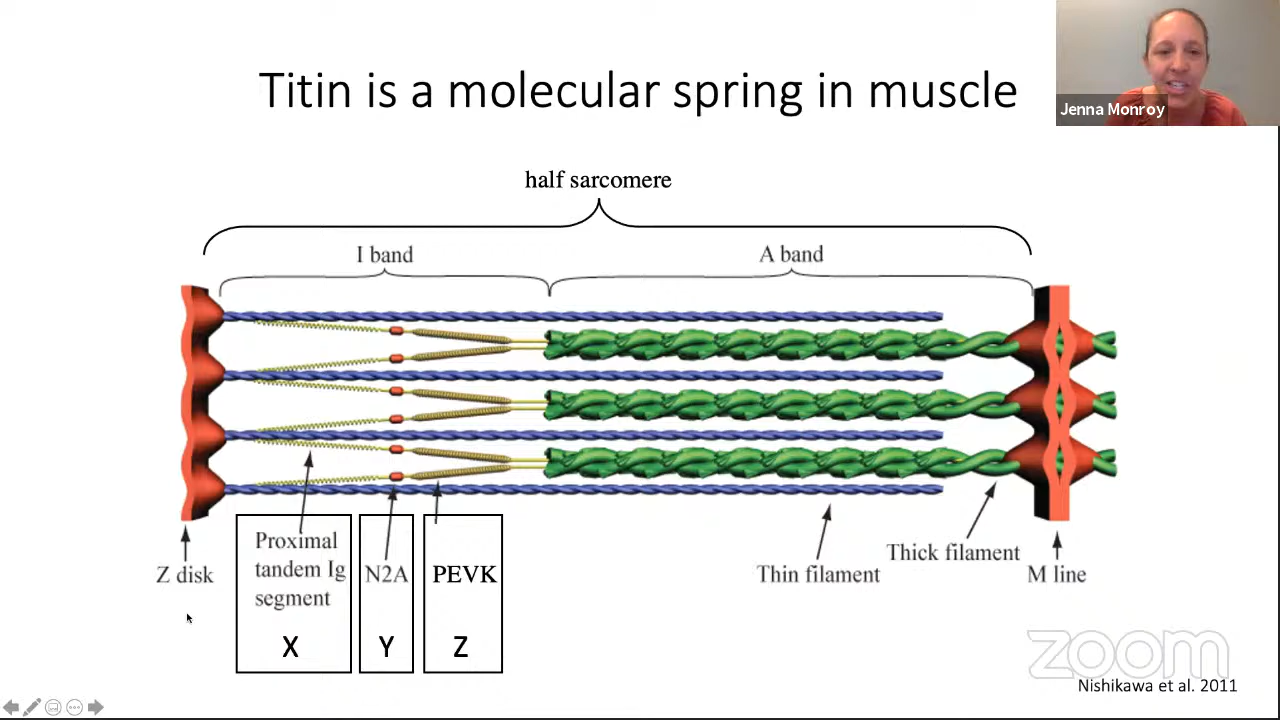 Titin is a molecular spring in muscle
Jenna Monroy
half sarcomere
I band
A band
Proximal
tandem Ig
segment
X
N2A
Y
PEVK
Z
Z disk
Thin filament
Thick filament
M line
zoom
Nishikawa et al. 2011